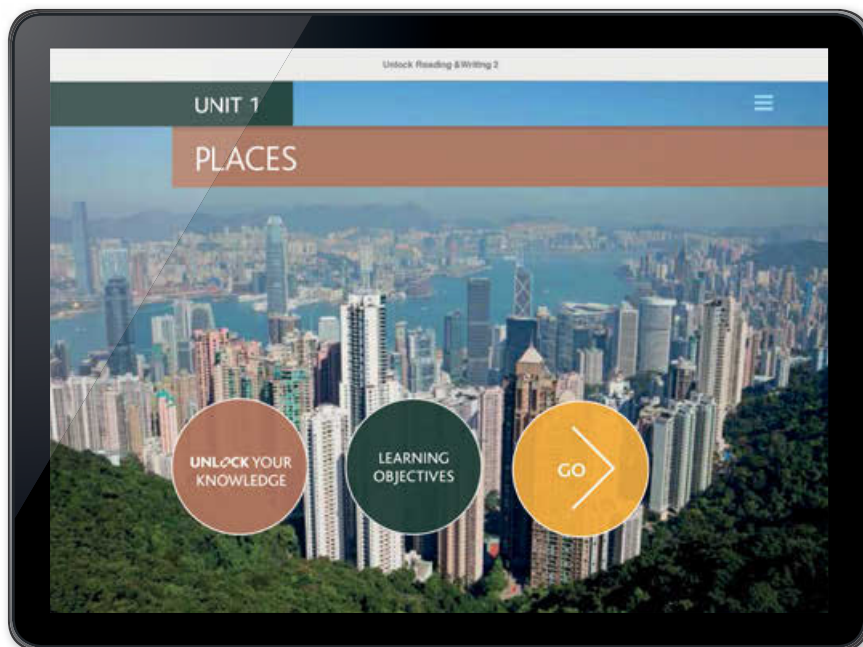 Unlock Reading & Writing 2
UNIT 1
PLACES
UNLOCK YOUR
KNOWLEDGE
LEARNING
OBJECTIVES
GO